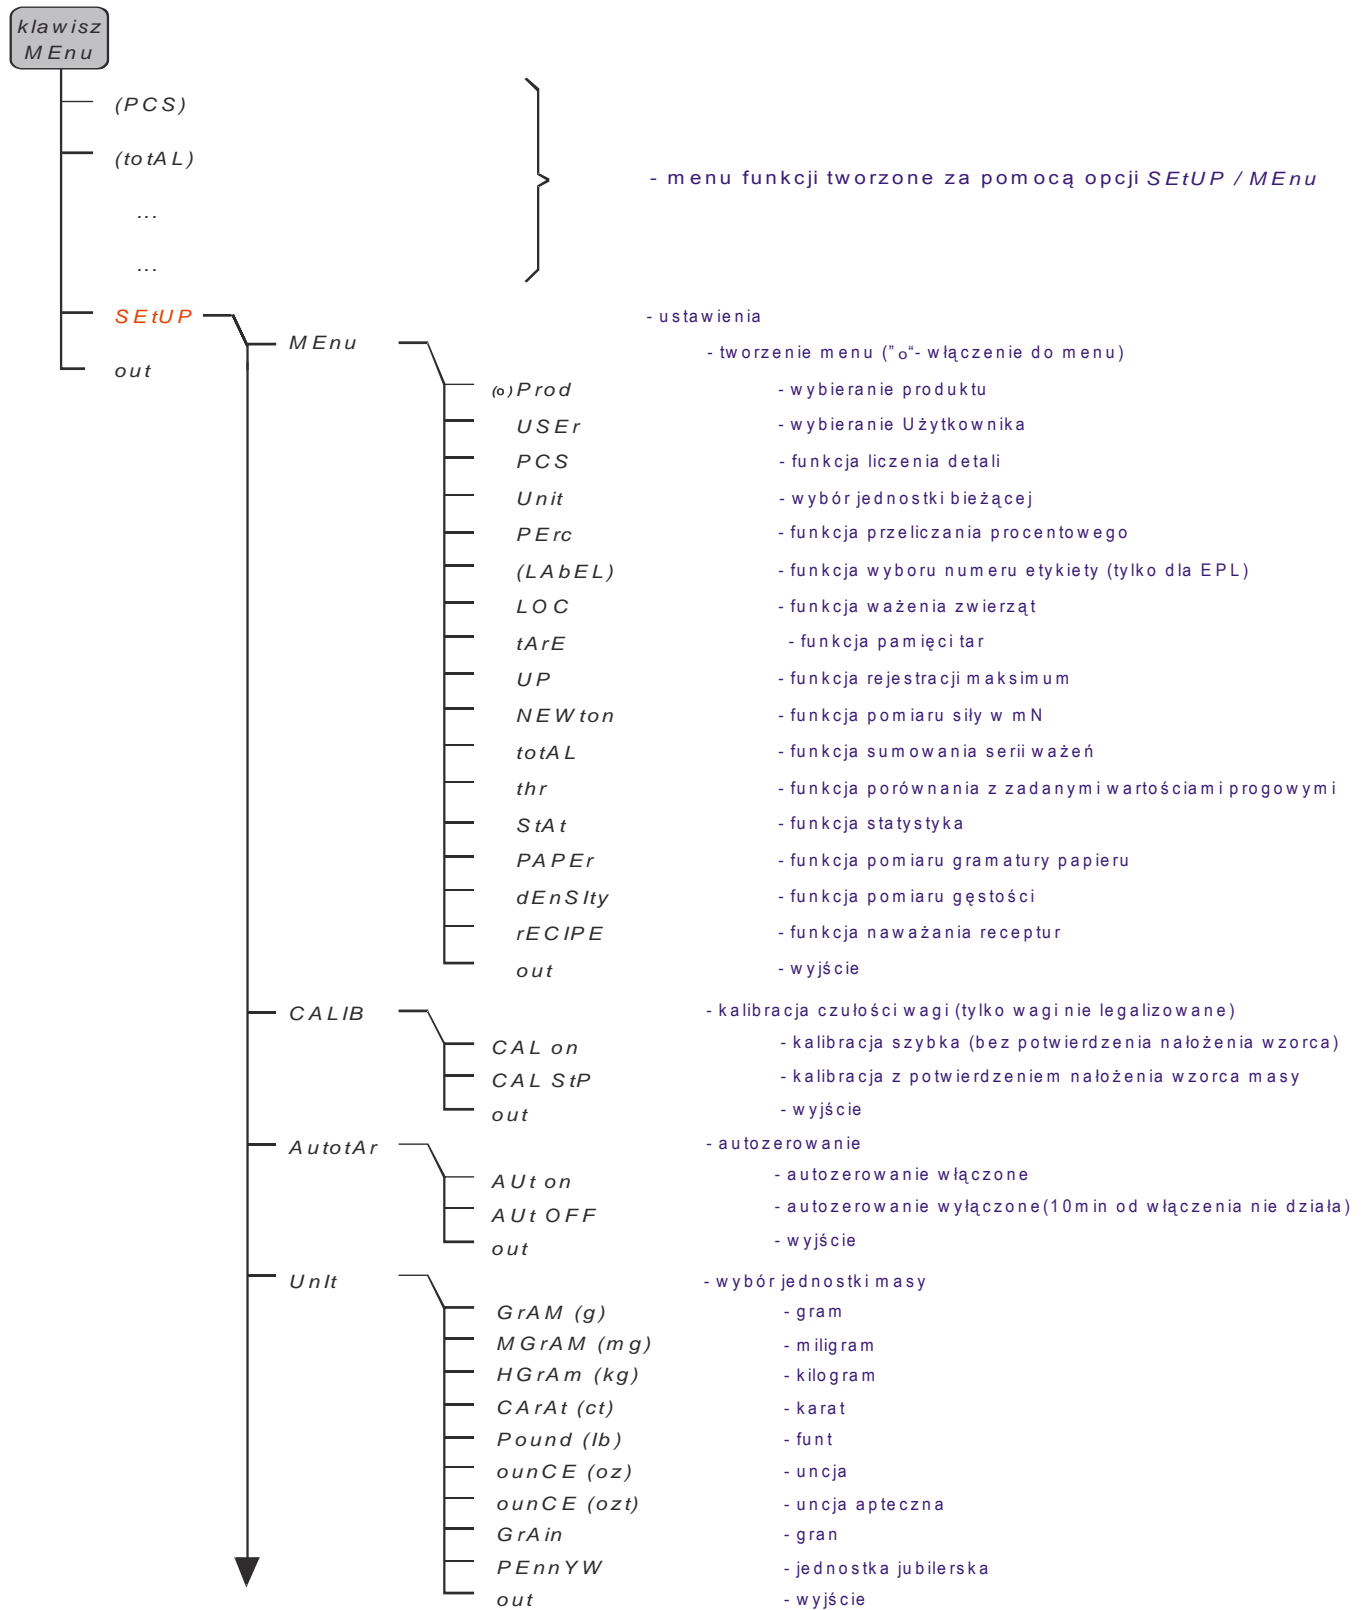 klawisz
MEnu
(PCS)
(totAL)
- menu funkcji tworzone za pomocą opcji SEtUP / MEnu
...
...
SEtUP - ustawienia
MEnu - tworzenie menu (”o“- włączenie do menu)
out
(o) Prod - wybieranie produktu
USEr - wybieranie Użytkownika
PCS - funkcja liczenia detali
Unit - wybór jednostki bieżącej
PErc - funkcja przeliczania procentowego
(LAbEL) - funkcja wyboru numeru etykiety (tylko dla EPL)
LOC - funkcja ważenia zwierząt
tArE - funkcja pamięci tar
UP - funkcja rejestracji maksimum
NEWton - funkcja pomiaru siły w mN
totAL - funkcja sumowania serii ważeń
thr - funkcja porównania z zadanymi wartościami progowymi
StAt - funkcja statystyka
PAPEr - funkcja pomiaru gramatury papieru
dEnSIty - funkcja pomiaru gęstości
rECIPE - funkcja naważania receptur
out - wyjście
CALIB - kalibracja czułości wagi (tylko wagi nie legalizowane)
CAL on - kalibracja szybka (bez potwierdzenia nałożenia wzorca)
CAL StP - kalibracja z potwierdzeniem nałożenia wzorca masy
out - wyjście
AutotAr - autozerowanie
AUt on - autozerowanie włączone
AUt OFF - autozerowanie wyłączone(10min od włączenia nie działa)
out - wyjście
UnIt - wybór jednostki masy
GrAM (g) - gram
MGrAM (mg) - miligram
HGrAm (kg) - kilogram
CArAt (ct) - karat
Pound (lb) - funt
ounCE (oz) - uncja
ounCE (ozt) - uncja apteczna
GrAin - gran
PEnnYW - jednostka jubilerska
out - wyjście